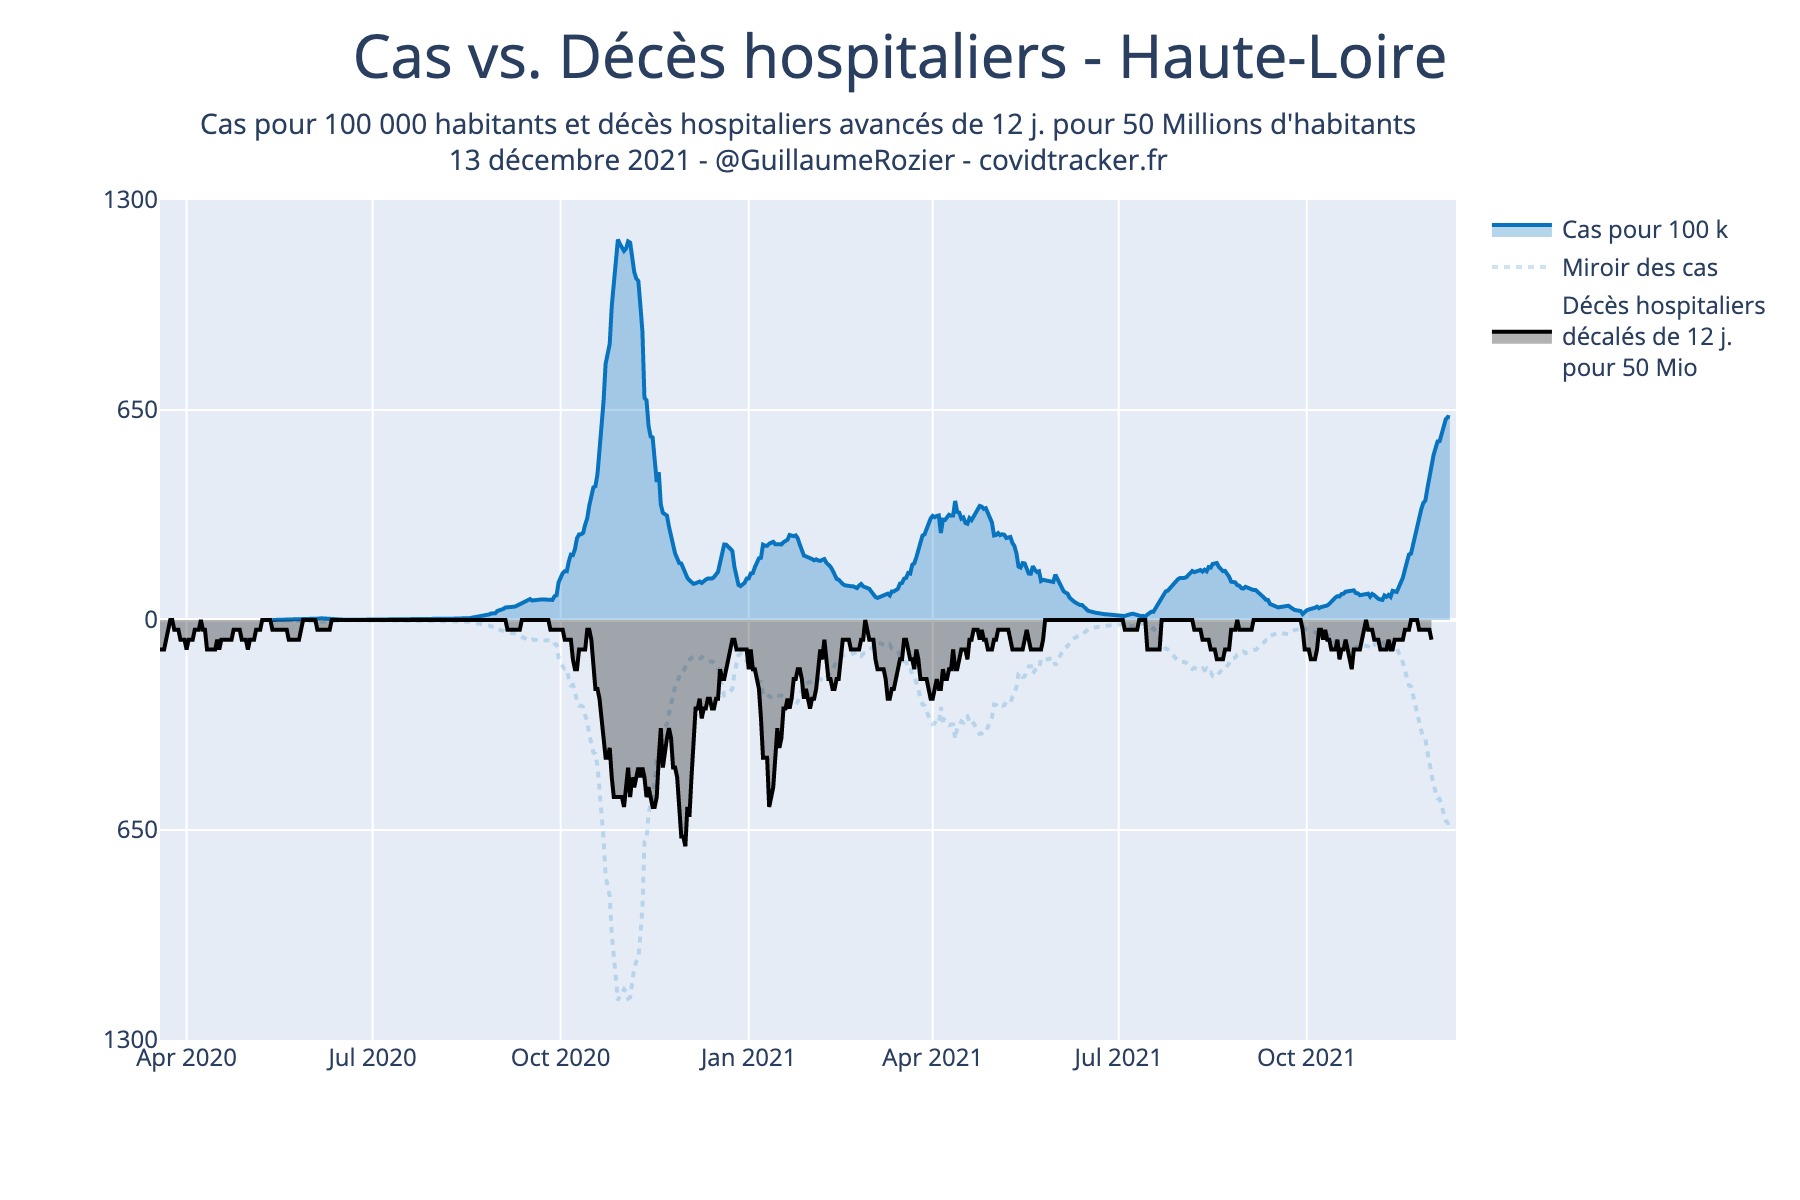 Cas vs. Décès hospitaliers - Haute-Loire
Cas pour 100 000 habitants et décès hospitaliers avancés de 12 j. pour 50 Millions d'habitants
13 décembre 2021 - @GuillaumeRozier - covidtracker.fr
1300
650
0
650
1300
Apr 2020
Jul 2020
Oct 2020
Jan 2021
Apr 2021
Jul 2021
Oct 2021
Cas pour 100 k
Miroir des cas
Décès hospitaliers
décalés de 12 j.
pour 50 Mio